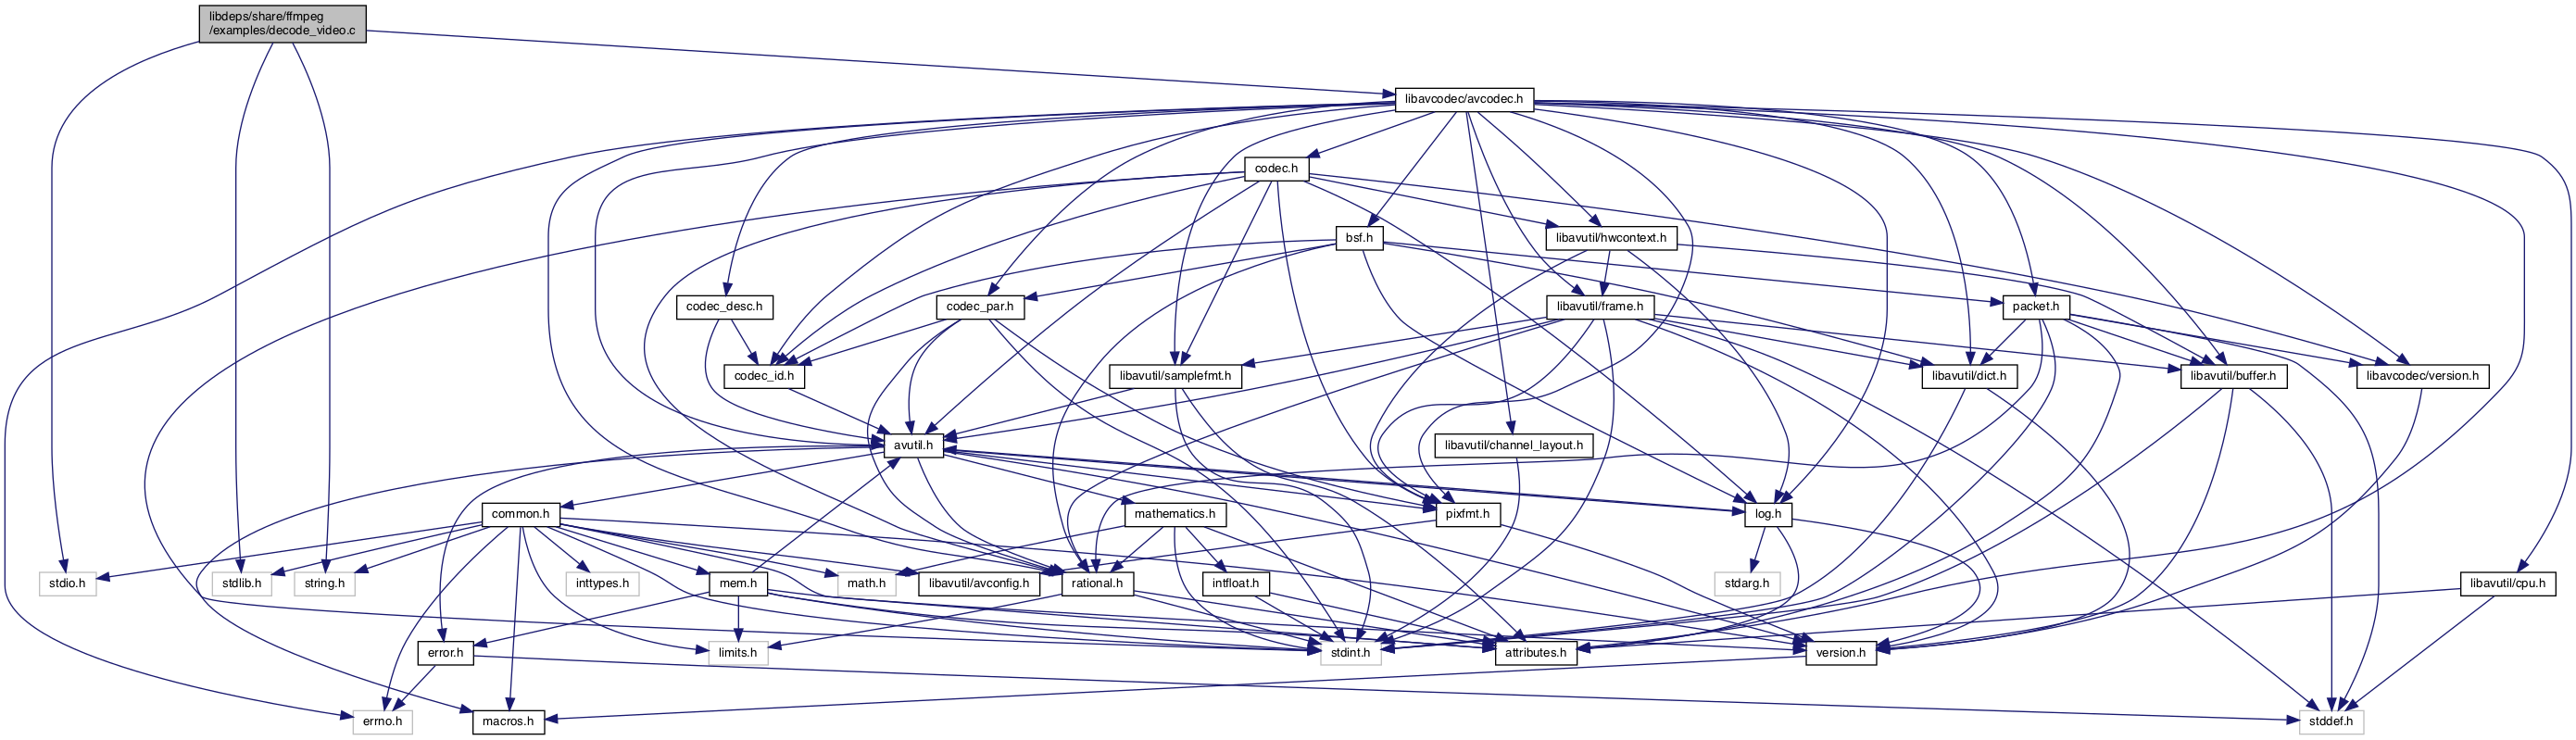 libdeps/share/ffmpeg
/examples/decode_video.c
libavcodec/avcodec.h
codec.h
bsf.h
libavutil/hwcontext.h
codec_desc.h
codec_par.h
libavutil/frame.h
packet.h
codec_id.h
libavutil/samplefmt.h
libavutil/dict.h
libavutil/buffer.h
libavcodec/version.h
avutil.h
libavutil/channel_layout.h
common.h
mathematics.h
pixfmt.h
log.h
stdio.h
stdlib.h
string.h
inttypes.h
mem.h
math.h
libavutil/avconfig.h
rational.h
intfloat.h
stdarg.h
libavutil/cpu.h
error.h
limits.h
stdint.h
attributes.h
version.h
errno.h
macros.h
stddef.h